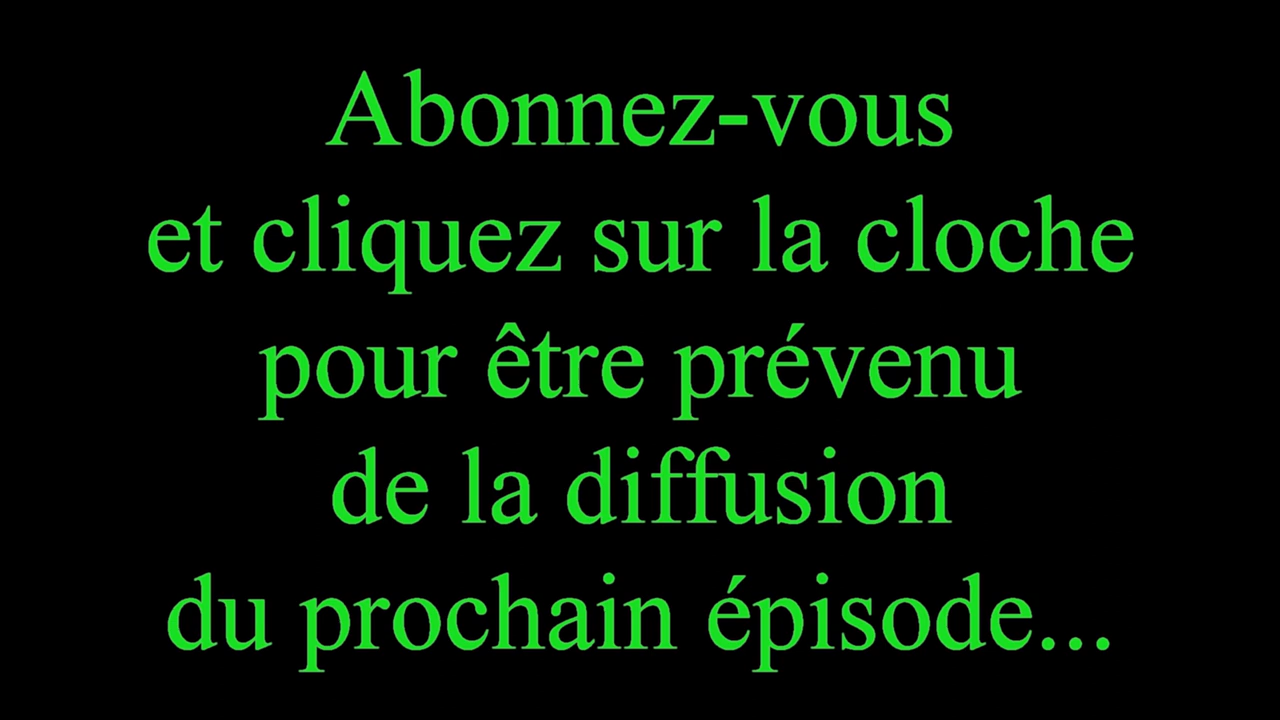 Abonnez-vous
et cliquez sur la cloche
pour être prévenu
de la diffusion
du prochain épisode...